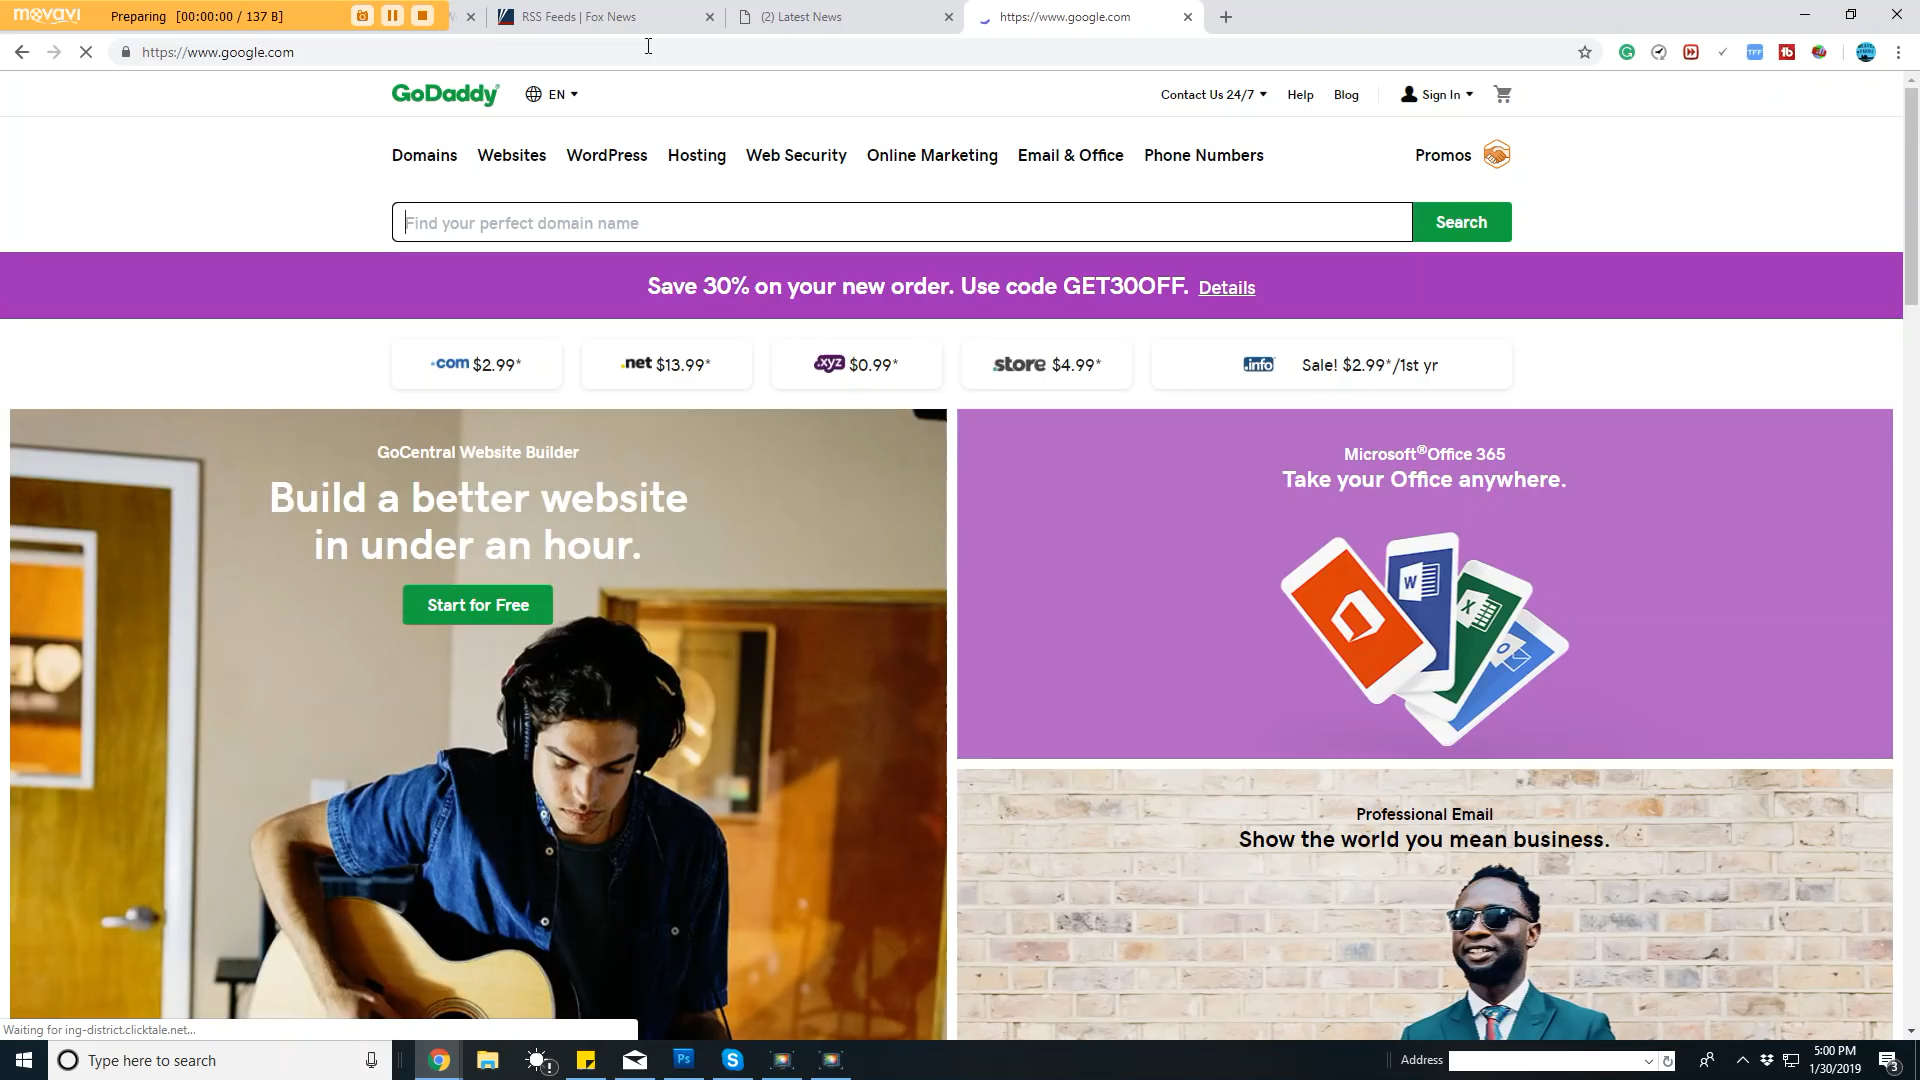 movavi Preparing [00:00:00 / 137 B]
RSS Feeds | Fox News
(2) Latest News
https://www.google.com
https://www.google.com
GoDaddy EN
Contact Us 24/7 Help Blog Sign In
Domains Websites WordPress Hosting Web Security Online Marketing Email & Office Phone Numbers Promos
Find your perfect domain name Search
Save 30% on your new order. Use code GET30OFF. Details
.com $2.99*
.net $13.99*
.xyz $0.99*
.store $4.99*
.info Sale! $2.99*/1st yr
GoCentral Website Builder
Build a better website
in under an hour.
Start for Free
Microsoft®Office 365
Take your Office anywhere.
Professional Email
Show the world you mean business.
Waiting for ing-district.clicktale.net...
Type here to search
Address
5:00 PM
1/30/2019